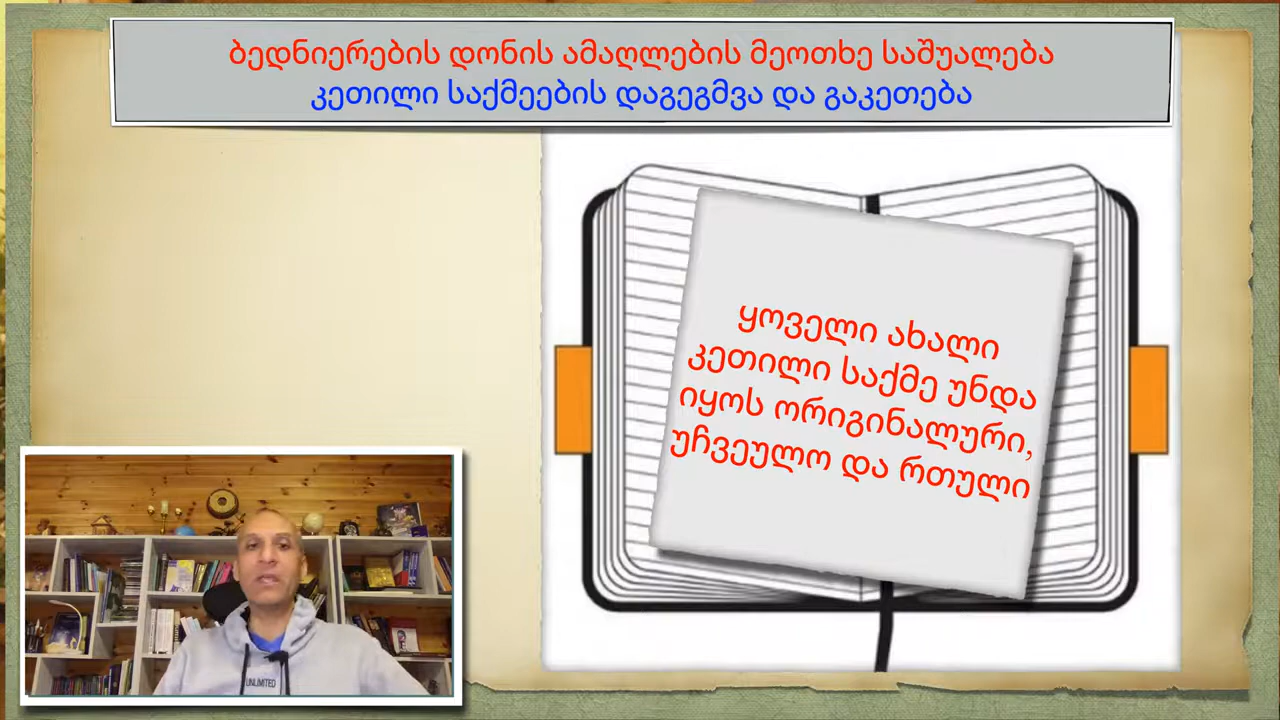 ბედნიერების დონის ამაღლების მეოთხე საშუალება
კეთილი საქმეების დაგეგმვა და გაკეთება
ყოველი ახალი
კეთილი საქმე უნდა
იყოს ორიგინალური,
უჩვეულო და რთული
UNLIMITED